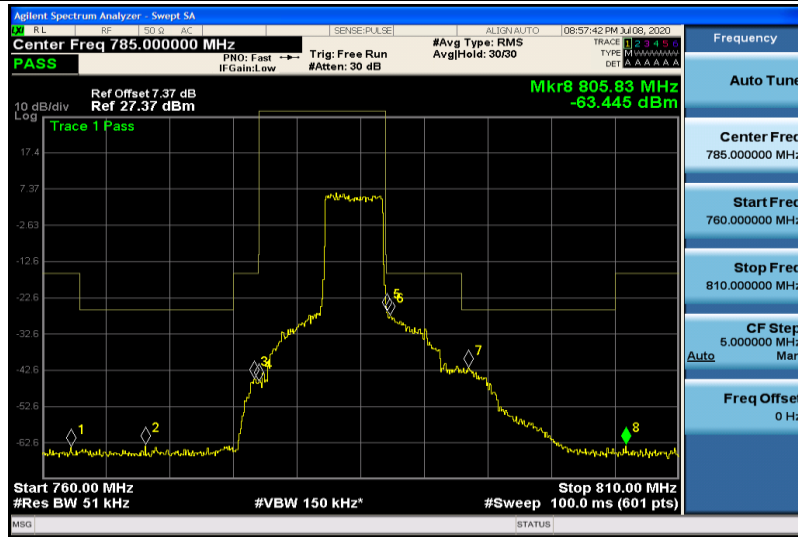 Agilent Spectrum Analyzer - Swept SA
LXI RL RF 50 Ω AC SENSE:PULSE ALIGN AUTO 08:57:42 PM Jul 08, 2020
Center Freq 785.000000 MHz
PASS
PNO: Fast
IFGain:Low
Trig: Free Run
#Atten: 30 dB
#Avg Type: RMS
Avg|Hold: 30/30
TRACE 1 2 3 4 5 6
TYPE M WWWWW
DET A A A A A A
Mkr8 805.83 MHz
-63.445 dBm
Ref Offset 7.37 dB
Ref 27.37 dBm
10 dB/div
Log
Trace 1 Pass
17.4
7.37
-2.63
-12.6
-22.6
-32.6
-42.6
-52.6
-62.6
1
2
3
4
5
6
7
8
Start 760.00 MHz
Stop 810.00 MHz
#Res BW 51 kHz
#VBW 150 kHz*
#Sweep 100.0 ms (601 pts)
MSG
STATUS
Frequency
Auto Tune
Center Freq
785.000000 MHz
Start Freq
760.000000 MHz
Stop Freq
810.000000 MHz
CF Step
5.000000 MHz
Auto Man
Freq Offset
0 Hz